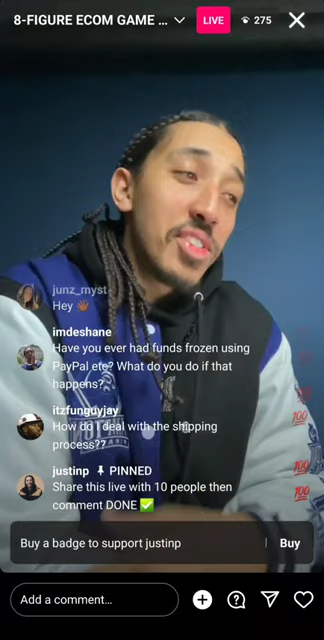 8-FIGURE ECOM GAME ... LIVE 275
junz_myst
Hey 👋🏾
imdeshane
Have you ever had funds frozen using
PayPal etc? What do you do if that
happens?
itzfunguyjay
How do I deal with the shipping
process??
justinp PINNED
Share this live with 10 people then
comment DONE ✅
💯
💯
💯
💯
Buy a badge to support justinp | Buy
Add a comment...